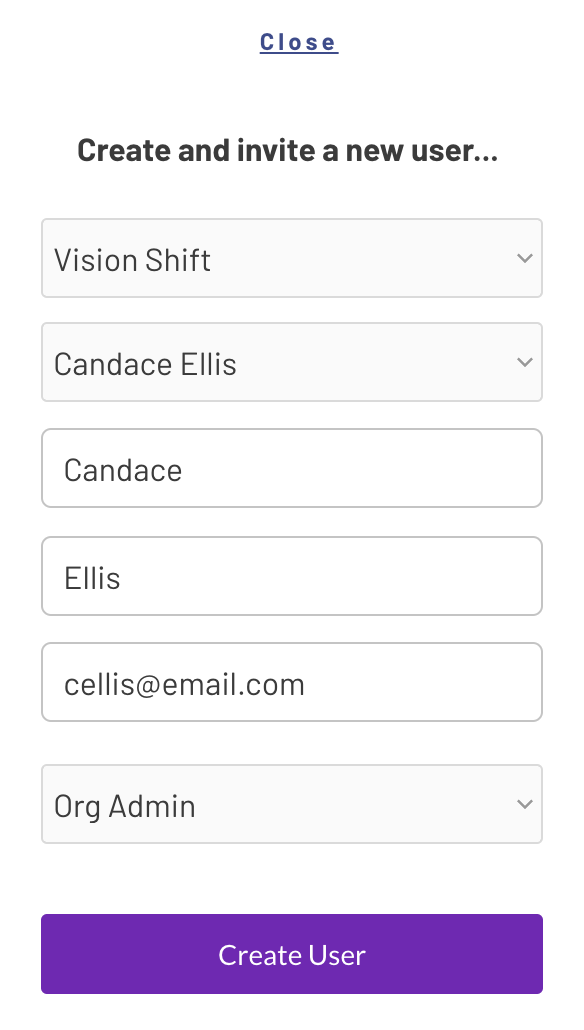 Close
Create and invite a new user...
Vision Shift
Candace Ellis
Candace
Ellis
cellis@email.com
Org Admin
Create User